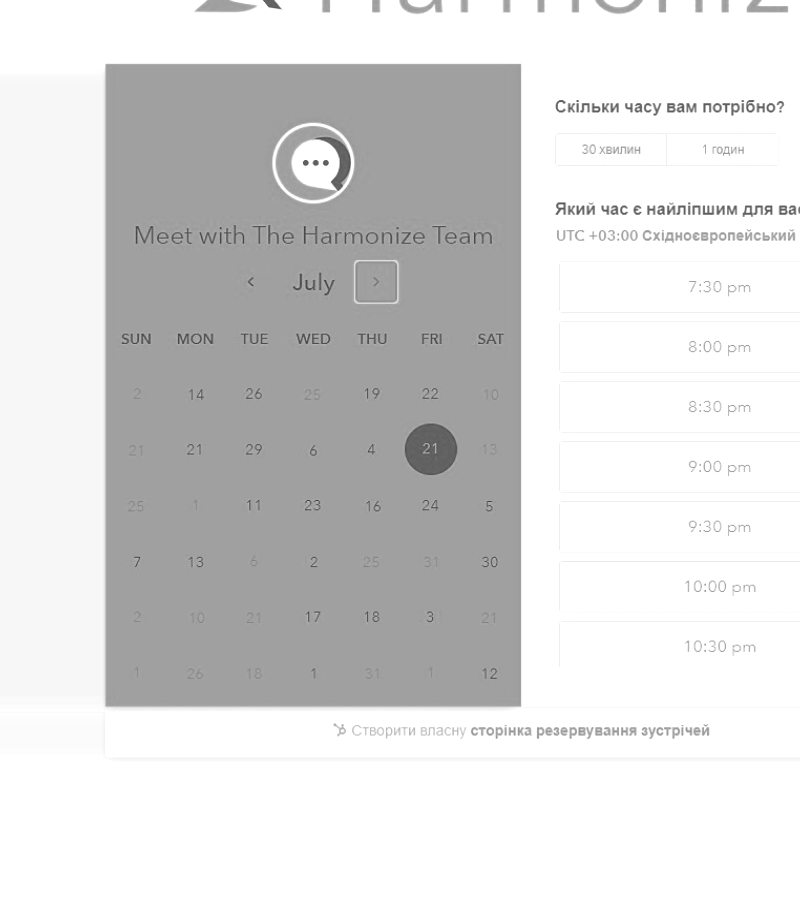 Harmoniz
Meet with The Harmonize Team
July
SUN MON TUE WED THU FRI SAT
2 14 26 25 19 22 10
21 21 29 6 4 21 13
25 1 11 23 16 24 5
7 13 6 2 25 31 30
2 10 21 17 18 3 21
1 26 18 1 31 1 12
Скільки часу вам потрібно?
30 хвилин 1 годин
Який час є найліпшим для вас
UTC +03:00 Східноєвропейський
7:30 pm
8:00 pm
8:30 pm
9:00 pm
9:30 pm
10:00 pm
10:30 pm
Створити власну сторінка резервування зустрічей